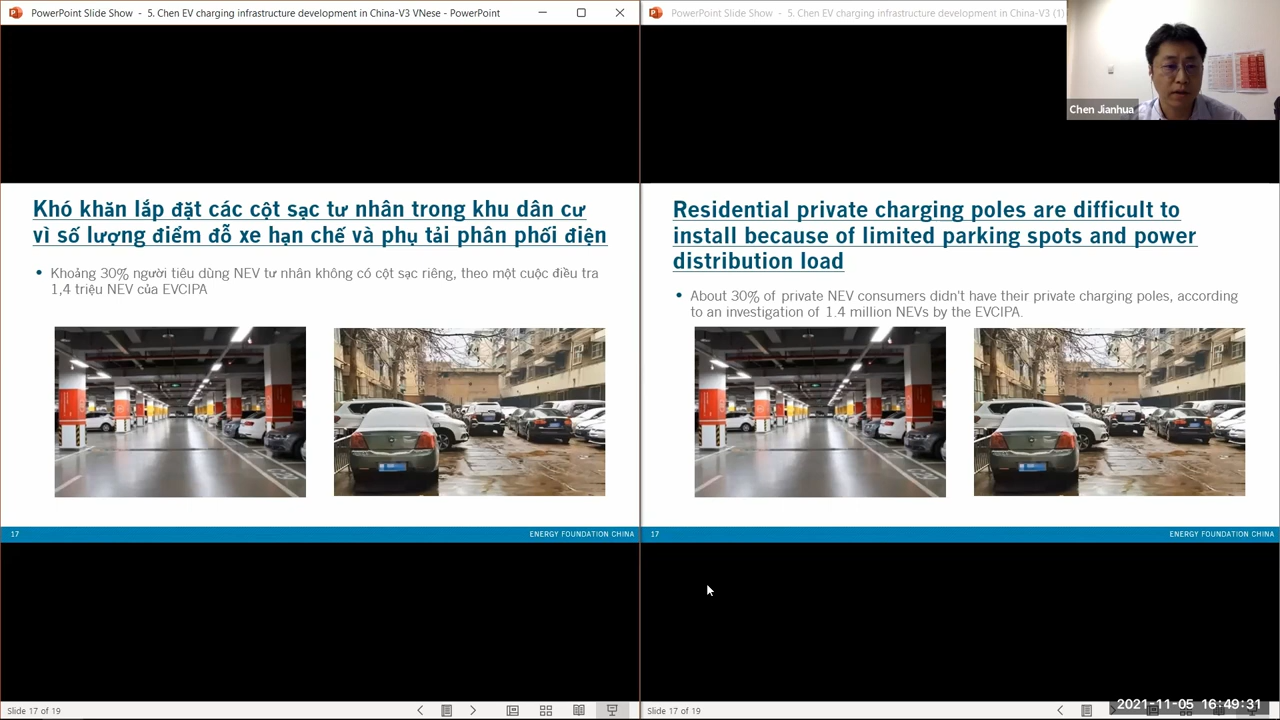 PowerPoint Slide Show - 5. Chen EV charging infrastructure development in China-V3 VNese - PowerPoint
Khó khăn lắp đặt các cột sạc tư nhân trong khu dân cư
vì số lượng điểm đỗ xe hạn chế và phụ tải phân phối điện
• Khoảng 30% người tiêu dùng NEV tư nhân không có cột sạc riêng, theo một cuộc điều tra
1,4 triệu NEV của EVCIPA
17
ENERGY FOUNDATION CHINA
Slide 17 of 19
PowerPoint Slide Show - 5. Chen EV charging infrastructure development in China-V3 (1)
Chen Jianhua
Residential private charging poles are difficult to
install because of limited parking spots and power
distribution load
• About 30% of private NEV consumers didn't have their private charging poles, according
to an investigation of 1.4 million NEVs by the EVCIPA.
17
ENERGY FOUNDATION CHINA
Slide 17 of 19
2021-11-05 16:49:31